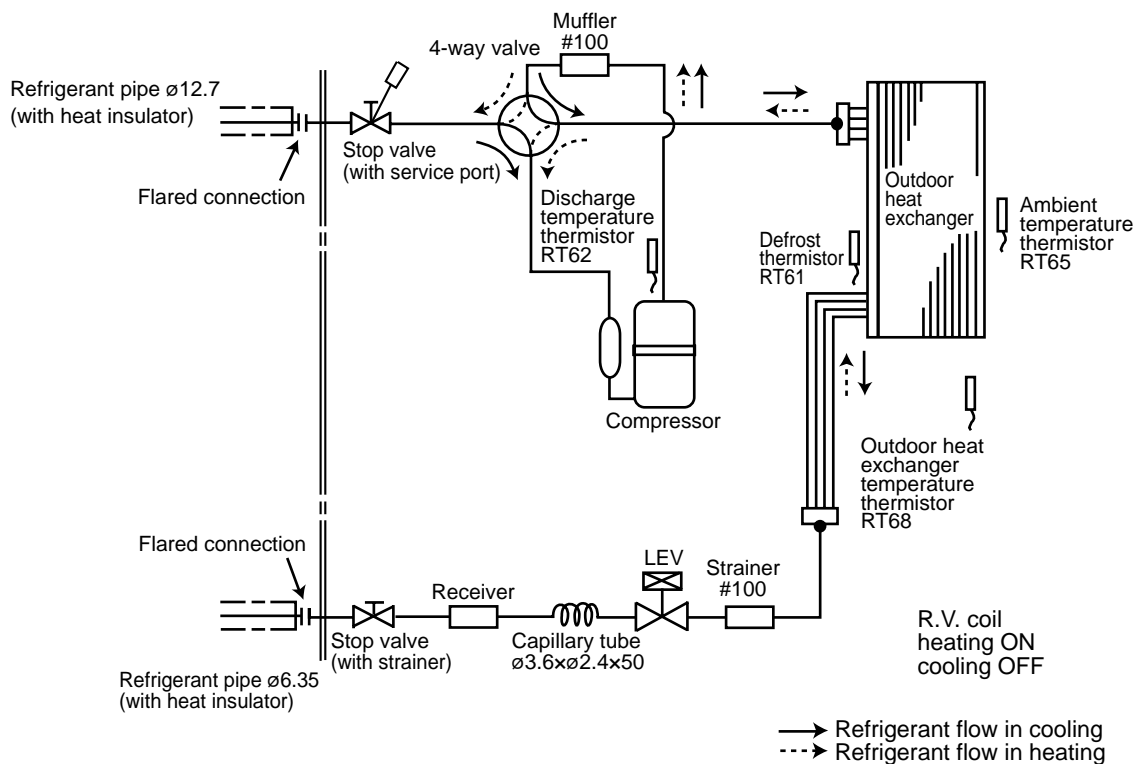 Muffler
#100
4-way valve
Refrigerant pipe ø12.7
(with heat insulator)
Stop valve
(with service port)
Flared connection
Discharge
temperature
thermistor
RT62
Outdoor
heat
exchanger
Ambient
temperature
thermistor
RT65
Defrost
thermistor
RT61
Compressor
Outdoor heat
exchanger
temperature
thermistor
RT68
Flared connection
LEV
Strainer
#100
Receiver
Stop valve
(with strainer)
Capillary tube
ø3.6×ø2.4×50
R.V. coil
heating ON
cooling OFF
Refrigerant pipe ø6.35
(with heat insulator)
Refrigerant flow in cooling
Refrigerant flow in heating